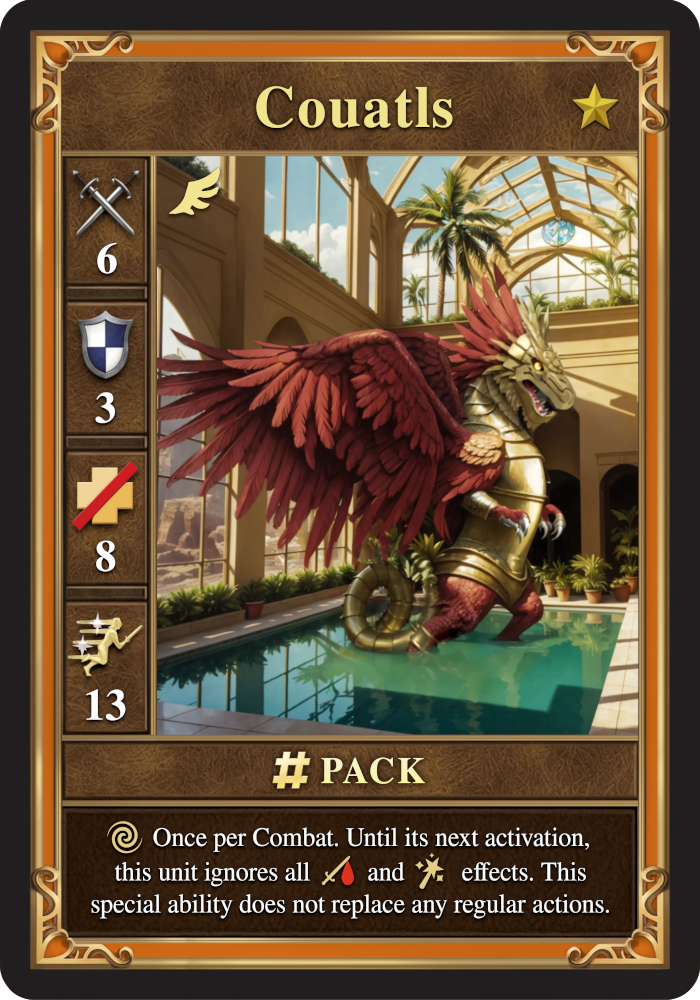 Couatls
6
3
8
13
# PACK
Once per Combat. Until its next activation,
this unit ignores all and effects. This
special ability does not replace any regular actions.